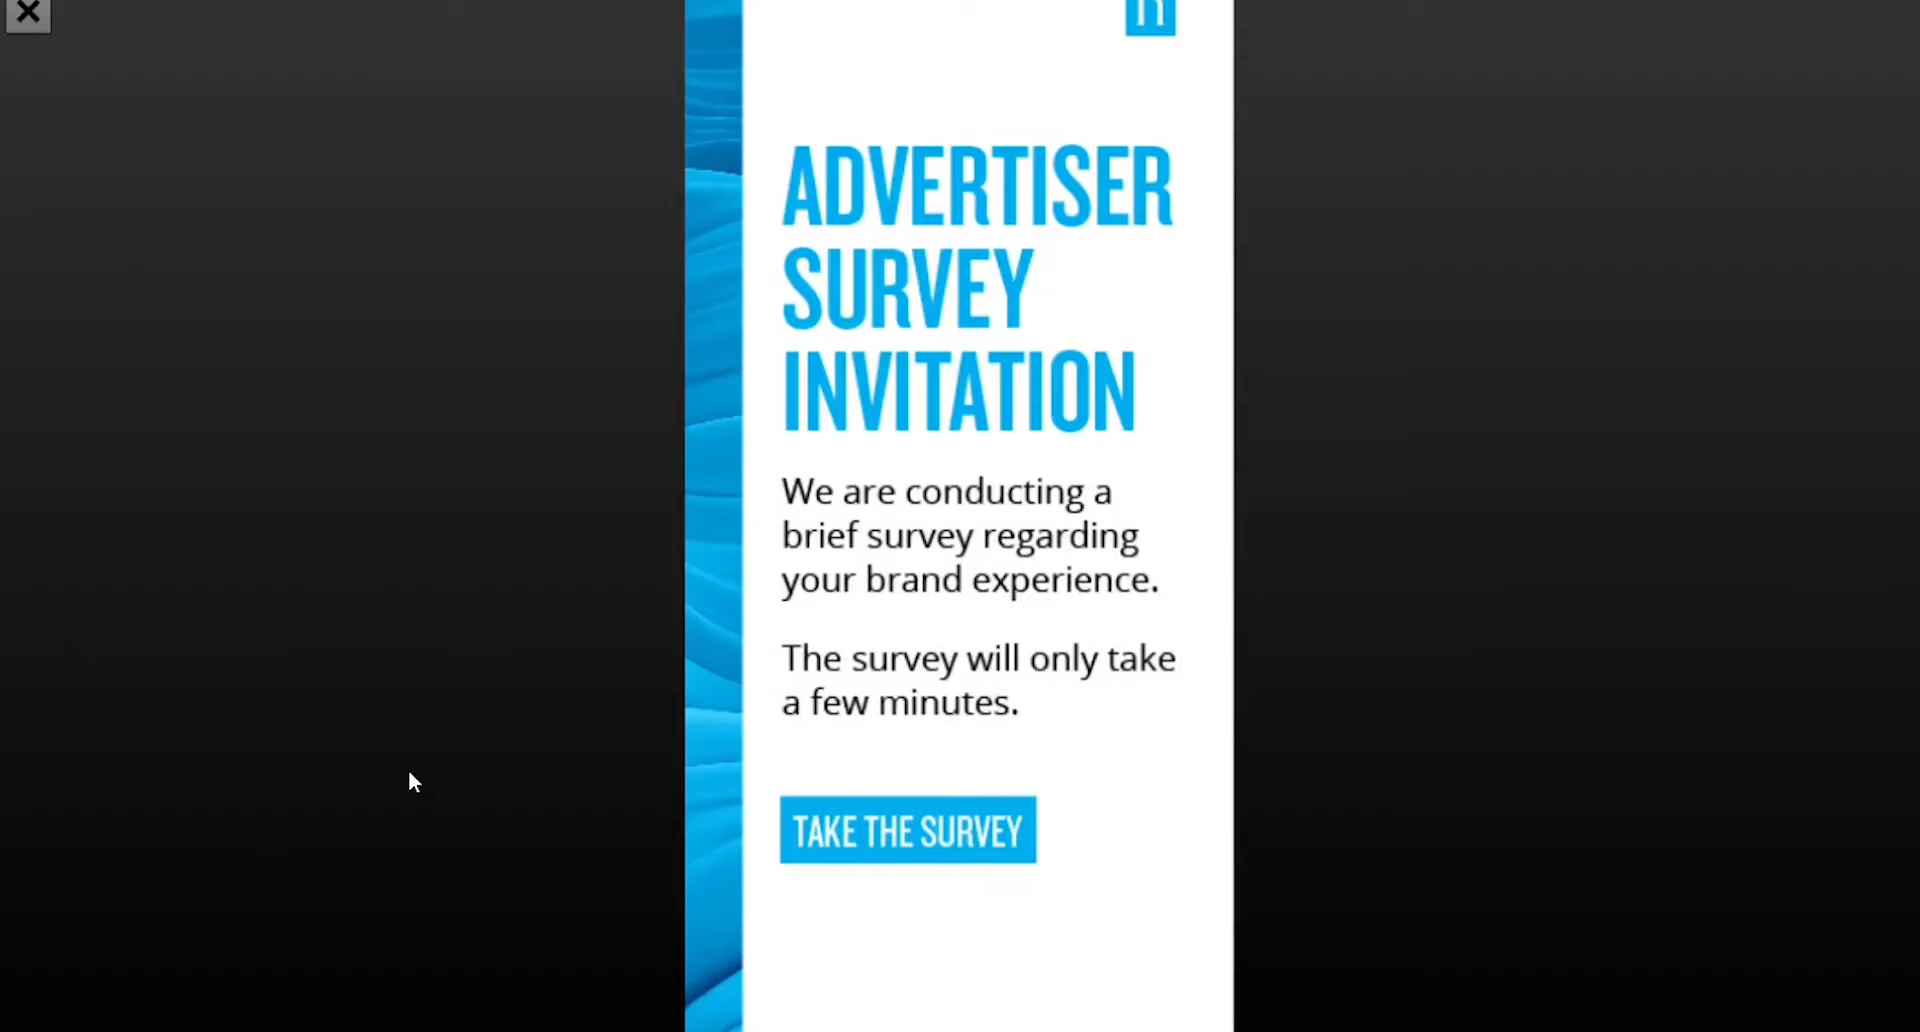 n
ADVERTISER
SURVEY
INVITATION
We are conducting a
brief survey regarding
your brand experience.
The survey will only take
a few minutes.
TAKE THE SURVEY